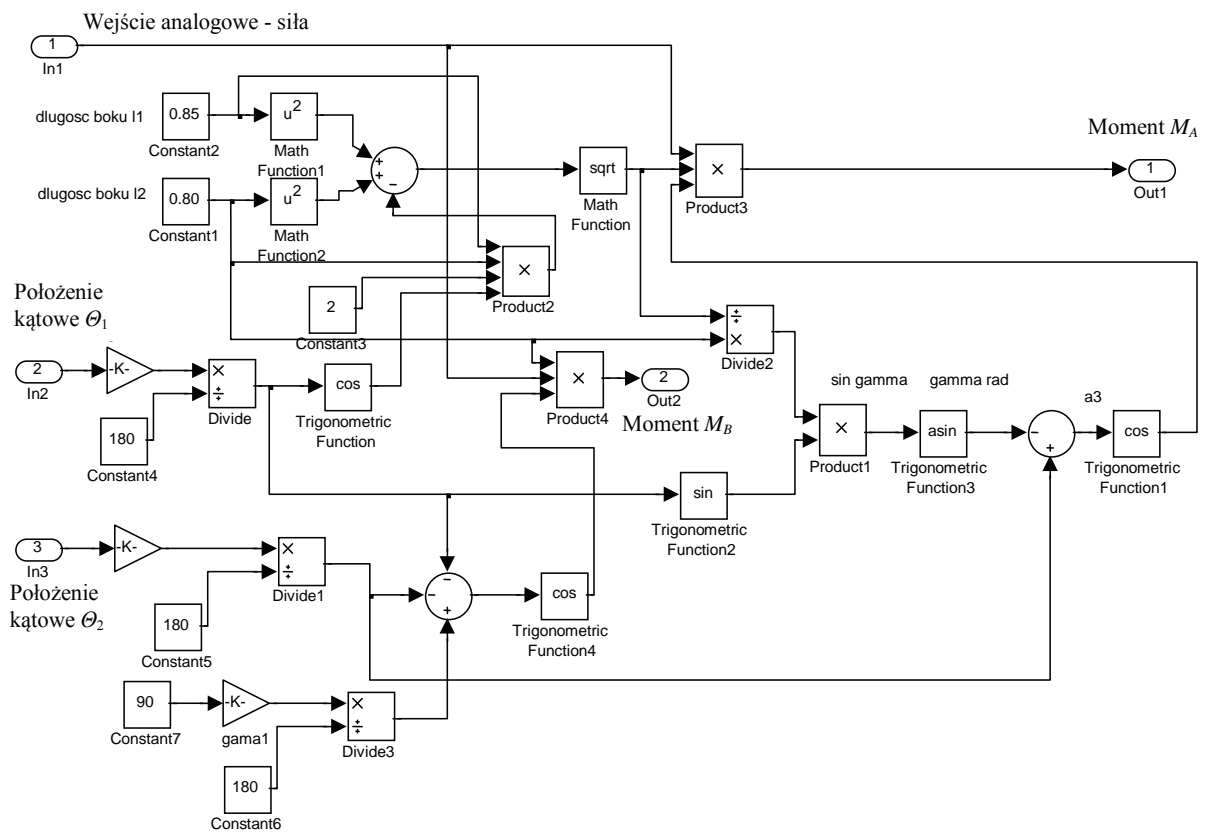 Wejście analogowe - siła
1
In1
dlugosc boku l1
0.85
Constant2
u²
Math
Function1
dlugosc boku l2
0.80
Constant1
u²
Math
Function2
+
+
−
sqrt
Math
Function
×
Product3
Moment M_A
1
Out1
×
Product2
2
Constant3
Położenie
kątowe Θ₁
2
In2
-K-
180
Constant4
×
÷
Divide
cos
Trigonometric
Function
×
Product4
2
Out2
Moment M_B
÷
×
Divide2
sin gamma
×
Product1
gamma rad
asin
Trigonometric
Function3
−
+
a3
cos
Trigonometric
Function1
sin
Trigonometric
Function2
3
In3
Położenie
kątowe Θ₂
-K-
180
Constant5
×
÷
Divide1
−
−
+
cos
Trigonometric
Function4
90
Constant7
-K-
gama1
180
Constant6
×
÷
Divide3